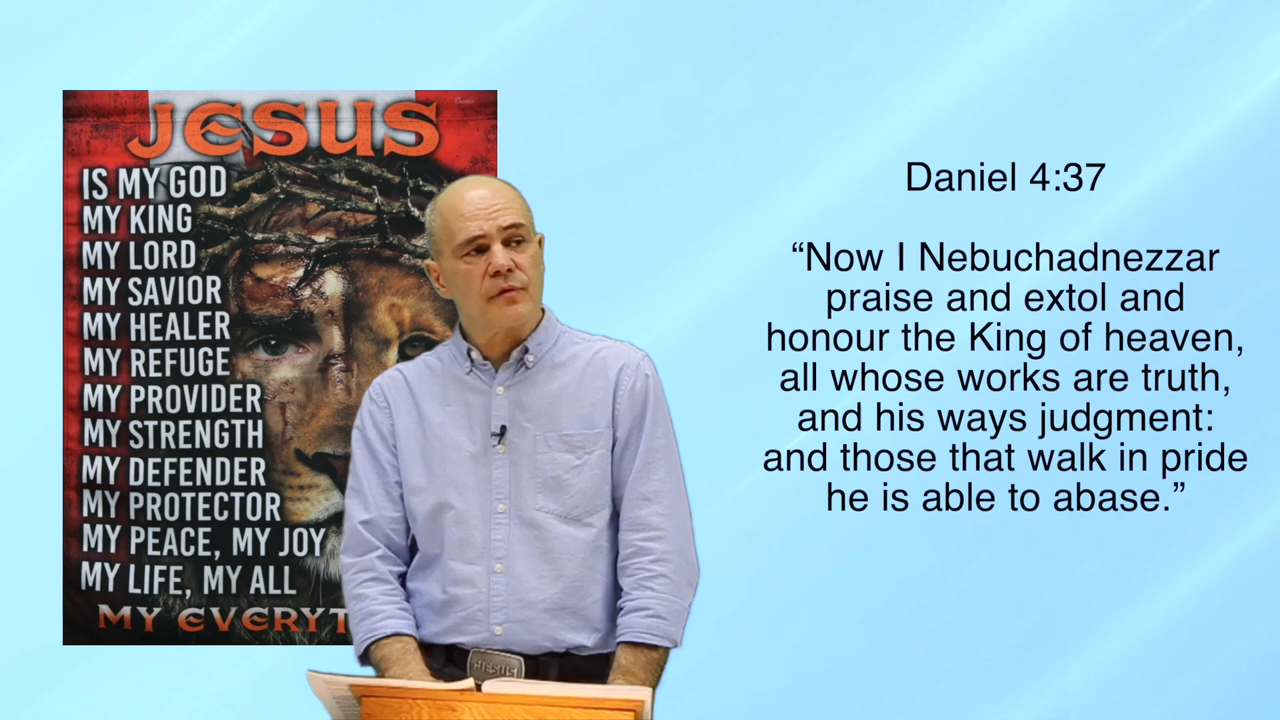 JESUS
IS MY GOD
MY KING
MY LORD
MY SAVIOR
MY HEALER
MY REFUGE
MY PROVIDER
MY STRENGTH
MY DEFENDER
MY PROTECTOR
MY PEACE, MY JOY
MY LIFE, MY ALL
MY EVERYT
JESUS
Daniel 4:37
“Now I Nebuchadnezzar
praise and extol and
honour the King of heaven,
all whose works are truth,
and his ways judgment:
and those that walk in pride
he is able to abase.”